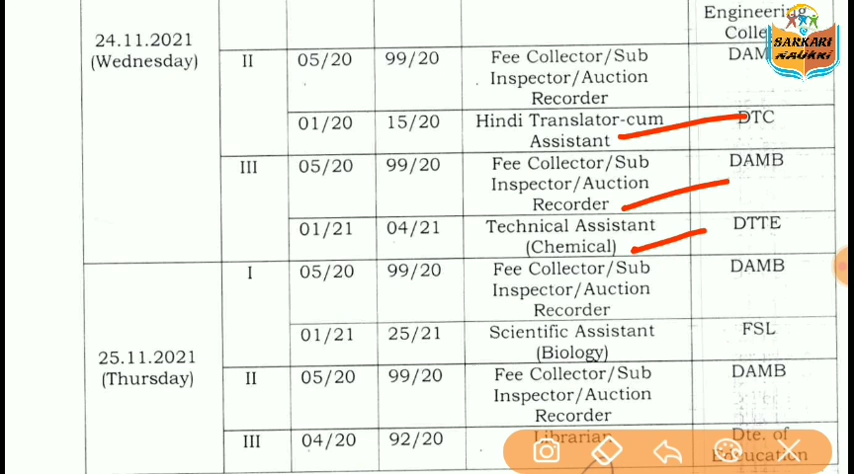 Engineering
24.11.2021
(Wednesday)
II 05/20 99/20 Fee Collector/Sub
Inspector/Auction
Recorder
01/20 15/20 Hindi Translator-cum DTC
Assistant
III 05/20 99/20 Fee Collector/Sub DAMB
Inspector/Auction
Recorder
01/21 04/21 Technical Assistant DTTE
(Chemical)
25.11.2021
(Thursday)
I 05/20 99/20 Fee Collector/Sub DAMB
Inspector/Auction
Recorder
01/21 25/21 Scientific Assistant FSL
(Biology)
II 05/20 99/20 Fee Collector/Sub DAMB
Inspector/Auction
Recorder
III 04/20 92/20 Librarian Dte. of
Education
SARKARI
NAUKRI